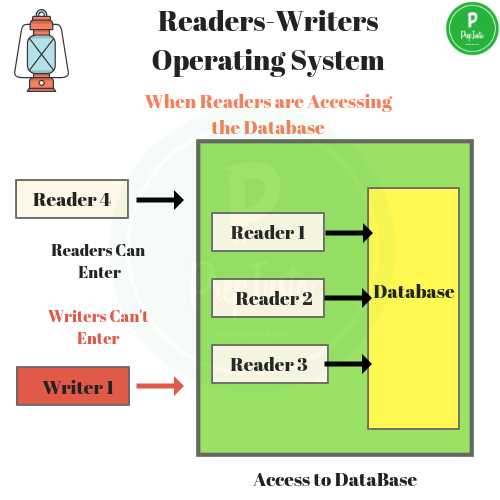 Readers-Writers
Operating System
P
PrepInsta
When Readers are Accessing
the Database
Reader 4
Readers Can
Enter
Writers Can't
Enter
Writer 1
Reader 1
Reader 2
Reader 3
Database
Access to DataBase